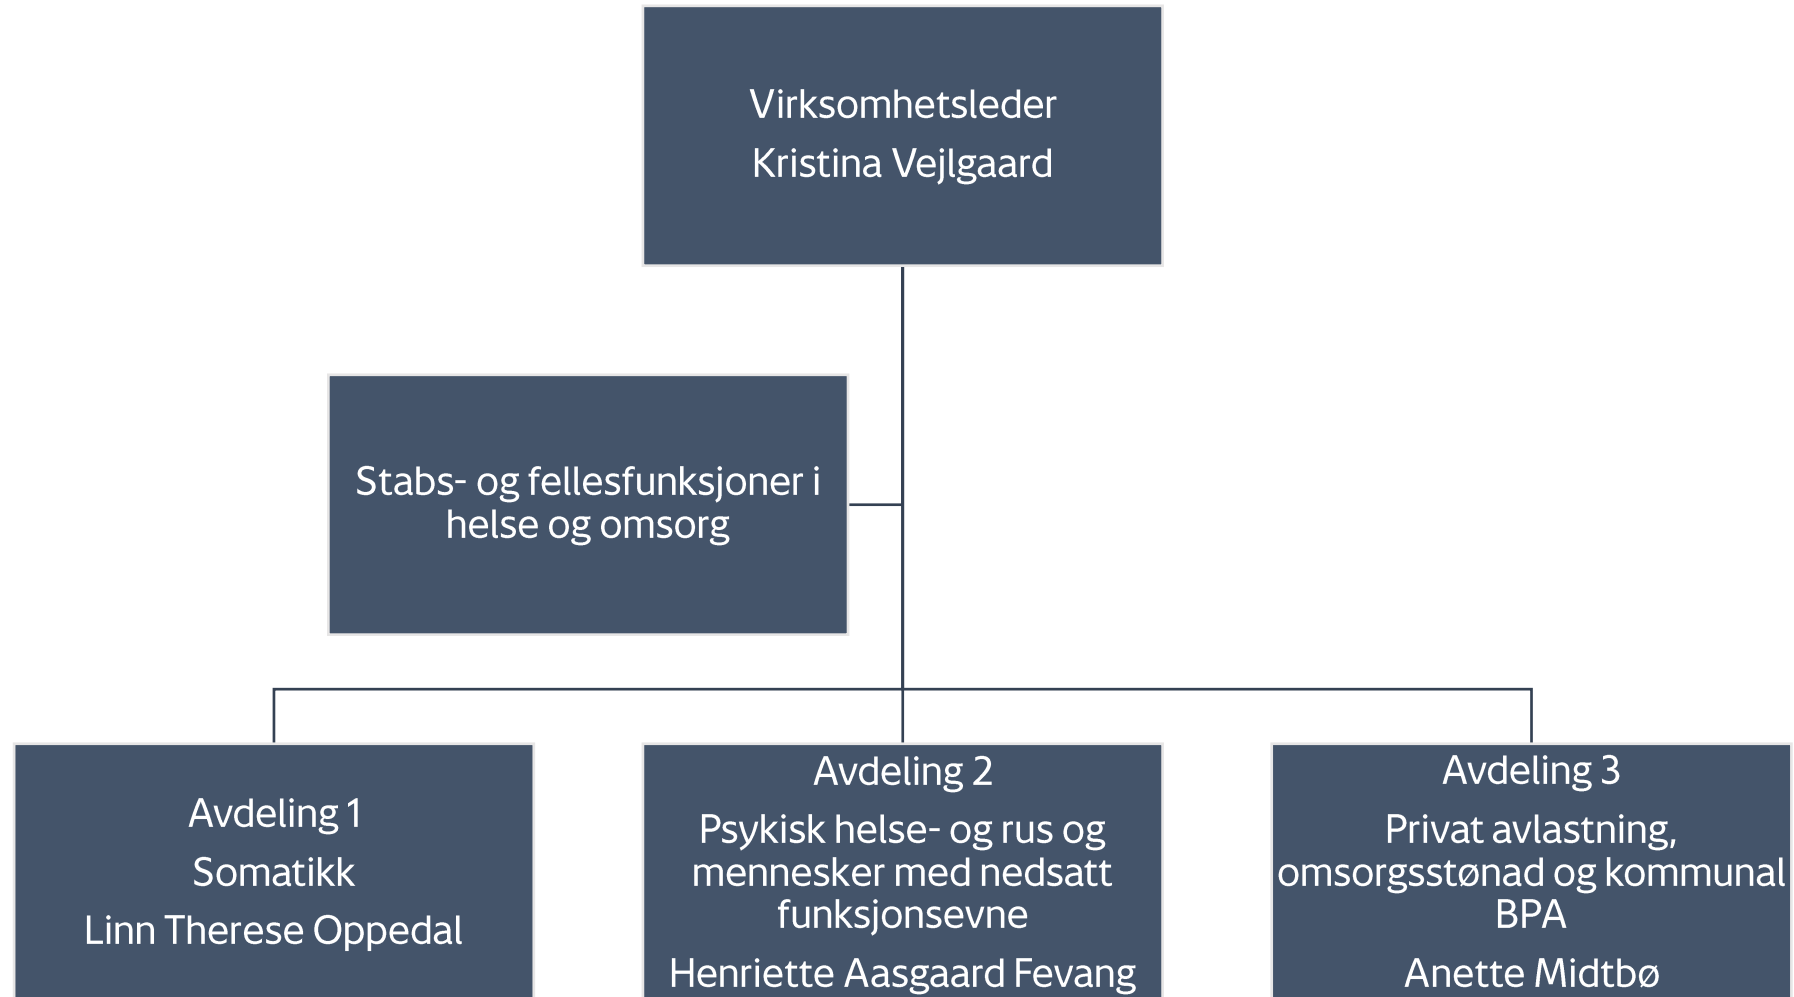 Virksomhetsleder
Kristina Vejlgaard
Stabs- og fellesfunksjoner i
helse og omsorg
Avdeling 1
Somatikk
Linn Therese Oppedal
Avdeling 2
Psykisk helse- og rus og
mennesker med nedsatt
funksjonsevne
Henriette Aasgaard Fevang
Avdeling 3
Privat avlastning,
omsorgsstønad og kommunal
BPA
Anette Midtbø